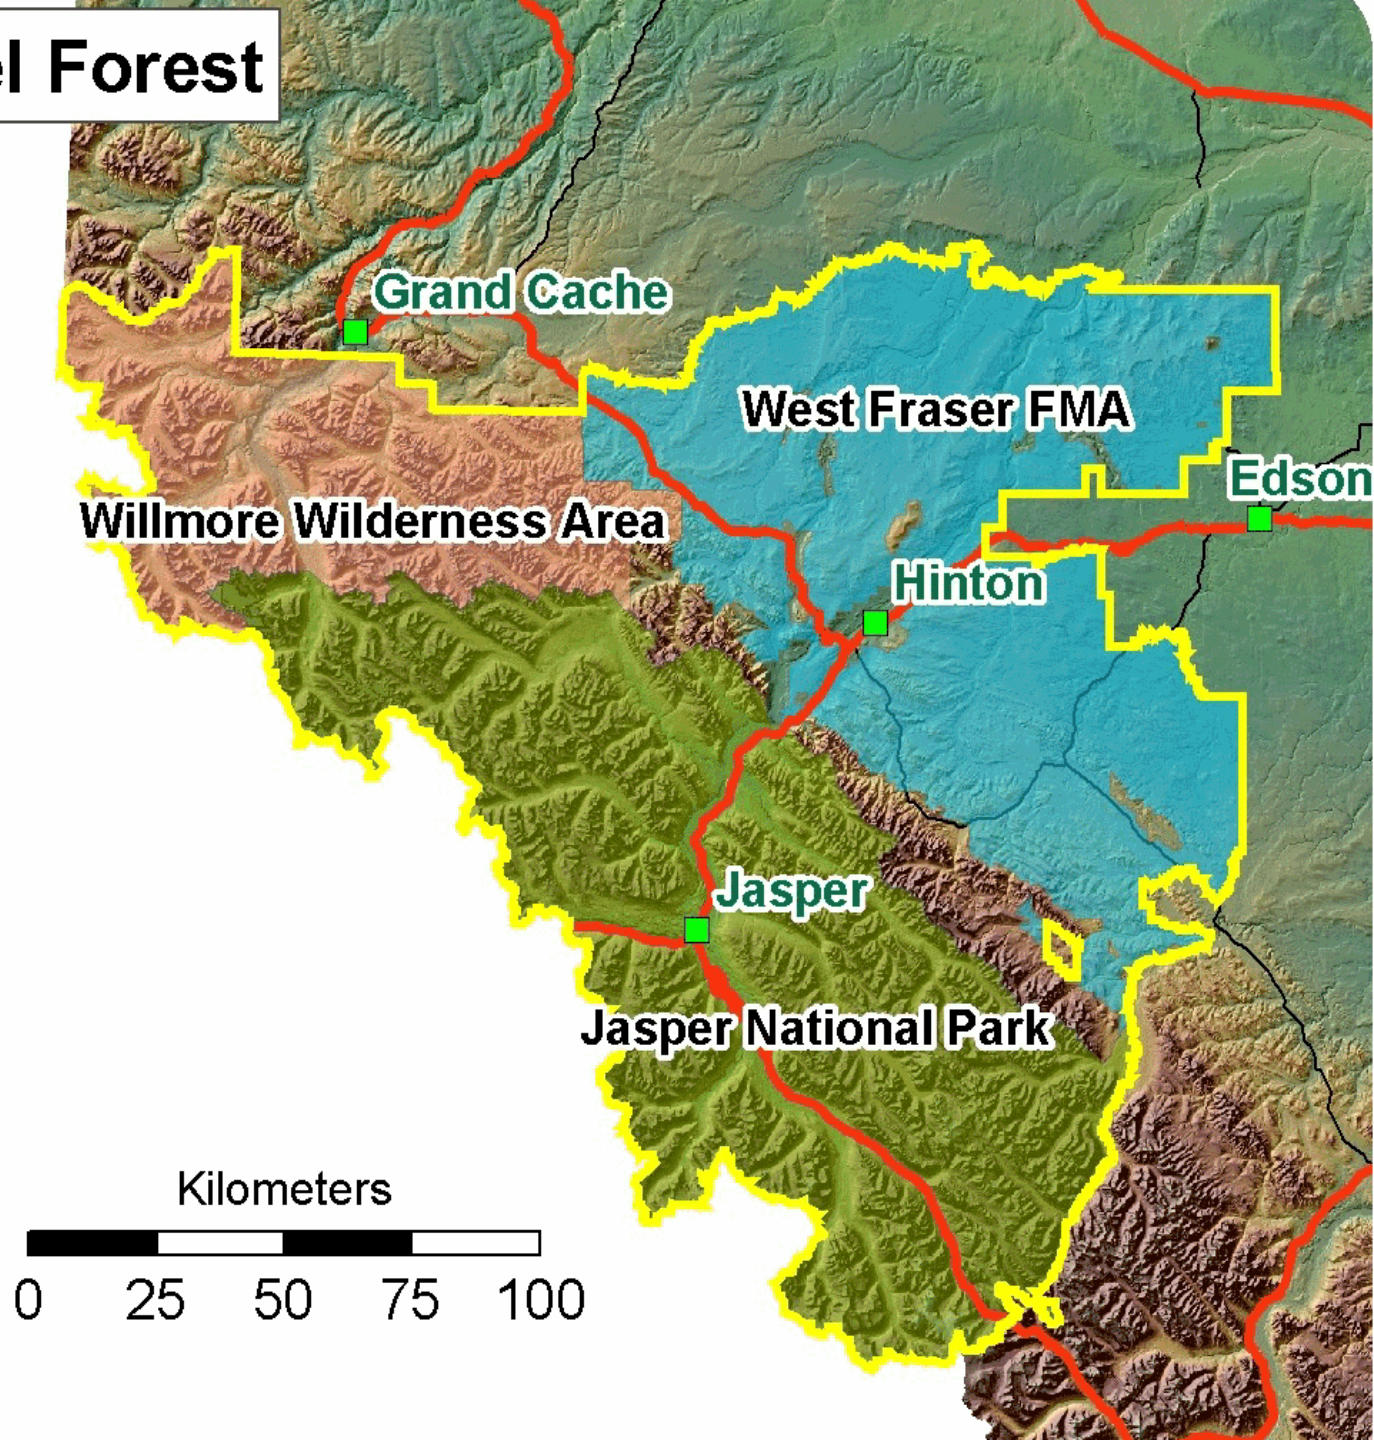 Forest
Grand Cache
West Fraser FMA
Edson
Willmore Wilderness Area
Hinton
Jasper
Jasper National Park
Kilometers
0 25 50 75 100